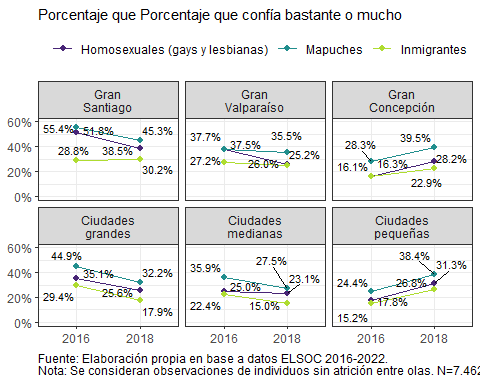 Porcentaje que Porcentaje que confía bastante o mucho
Homosexuales (gays y lesbianas) Mapuches Inmigrantes
Gran Santiago
Gran Valparaíso
Gran Concepción
60%
40%
20%
0%
55.4% 51.8% 45.3%
28.8% 38.5%
30.2%
37.7% 37.5% 35.5%
27.2% 26.0% 25.2%
28.3% 39.5%
16.1% 16.3% 28.2%
22.9%
Ciudades grandes
Ciudades medianas
Ciudades pequeñas
60%
40%
20%
0%
44.9% 35.1% 32.2%
29.4% 25.6%
17.9%
35.9% 27.5%
25.0% 23.1%
22.4% 15.0%
24.4% 38.4% 31.3%
26.8%
15.2% 17.8%
2016 2018 2016 2018 2016 2018
Fuente: Elaboración propia en base a datos ELSOC 2016-2022.
Nota: Se consideran observaciones de individuos sin atrición entre olas. N=7.462